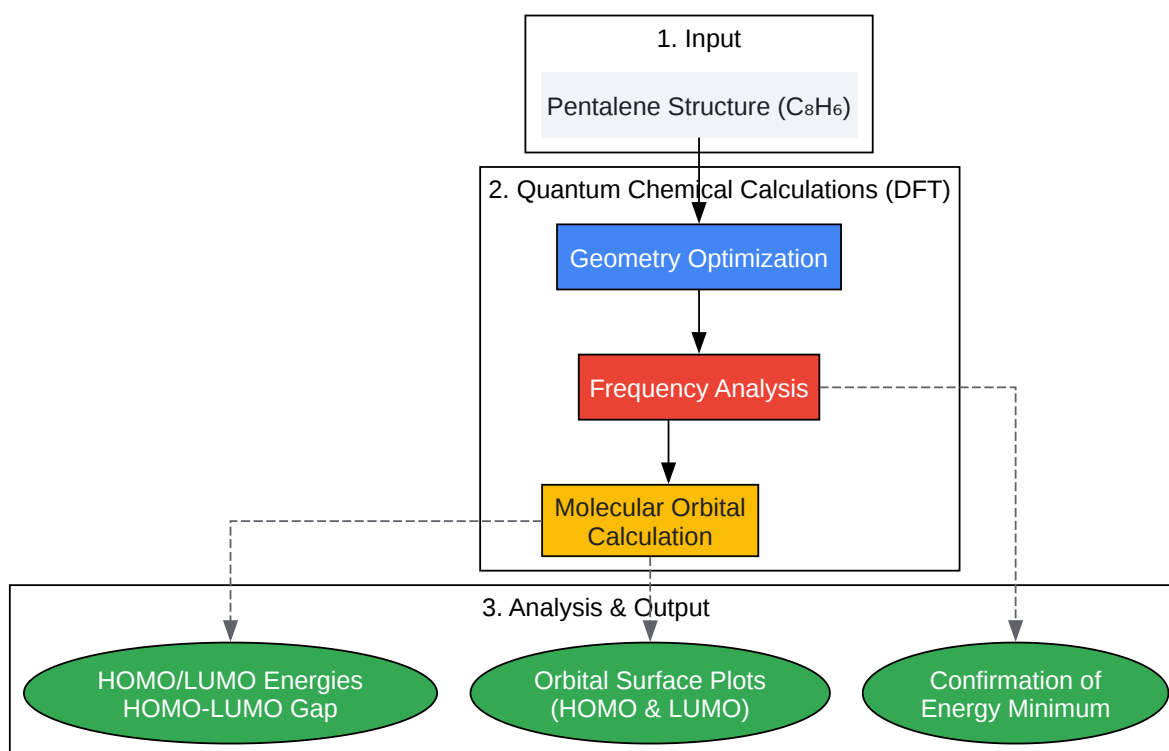 1. Input
Pentalene Structure (C₈H₆)
2. Quantum Chemical Calculations (DFT)
Geometry Optimization
Frequency Analysis
Molecular Orbital
Calculation
3. Analysis & Output
HOMO/LUMO Energies
HOMO-LUMO Gap
Orbital Surface Plots
(HOMO & LUMO)
Confirmation of
Energy Minimum